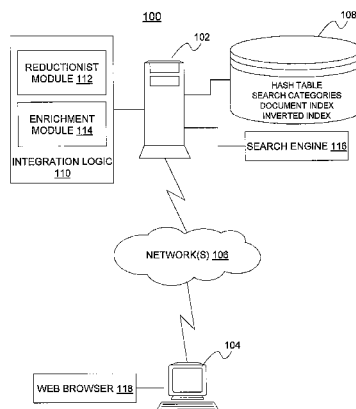 100
102
108
REDUCTIONIST
MODULE 112
ENRICHMENT
MODULE 114
INTEGRATION LOGIC
110
HASH TABLE
SEARCH CATEGORIES
DOCUMENT INDEX
INVERTED INDEX
SEARCH ENGINE 116
NETWORK(S) 106
104
WEB BROWSER 118